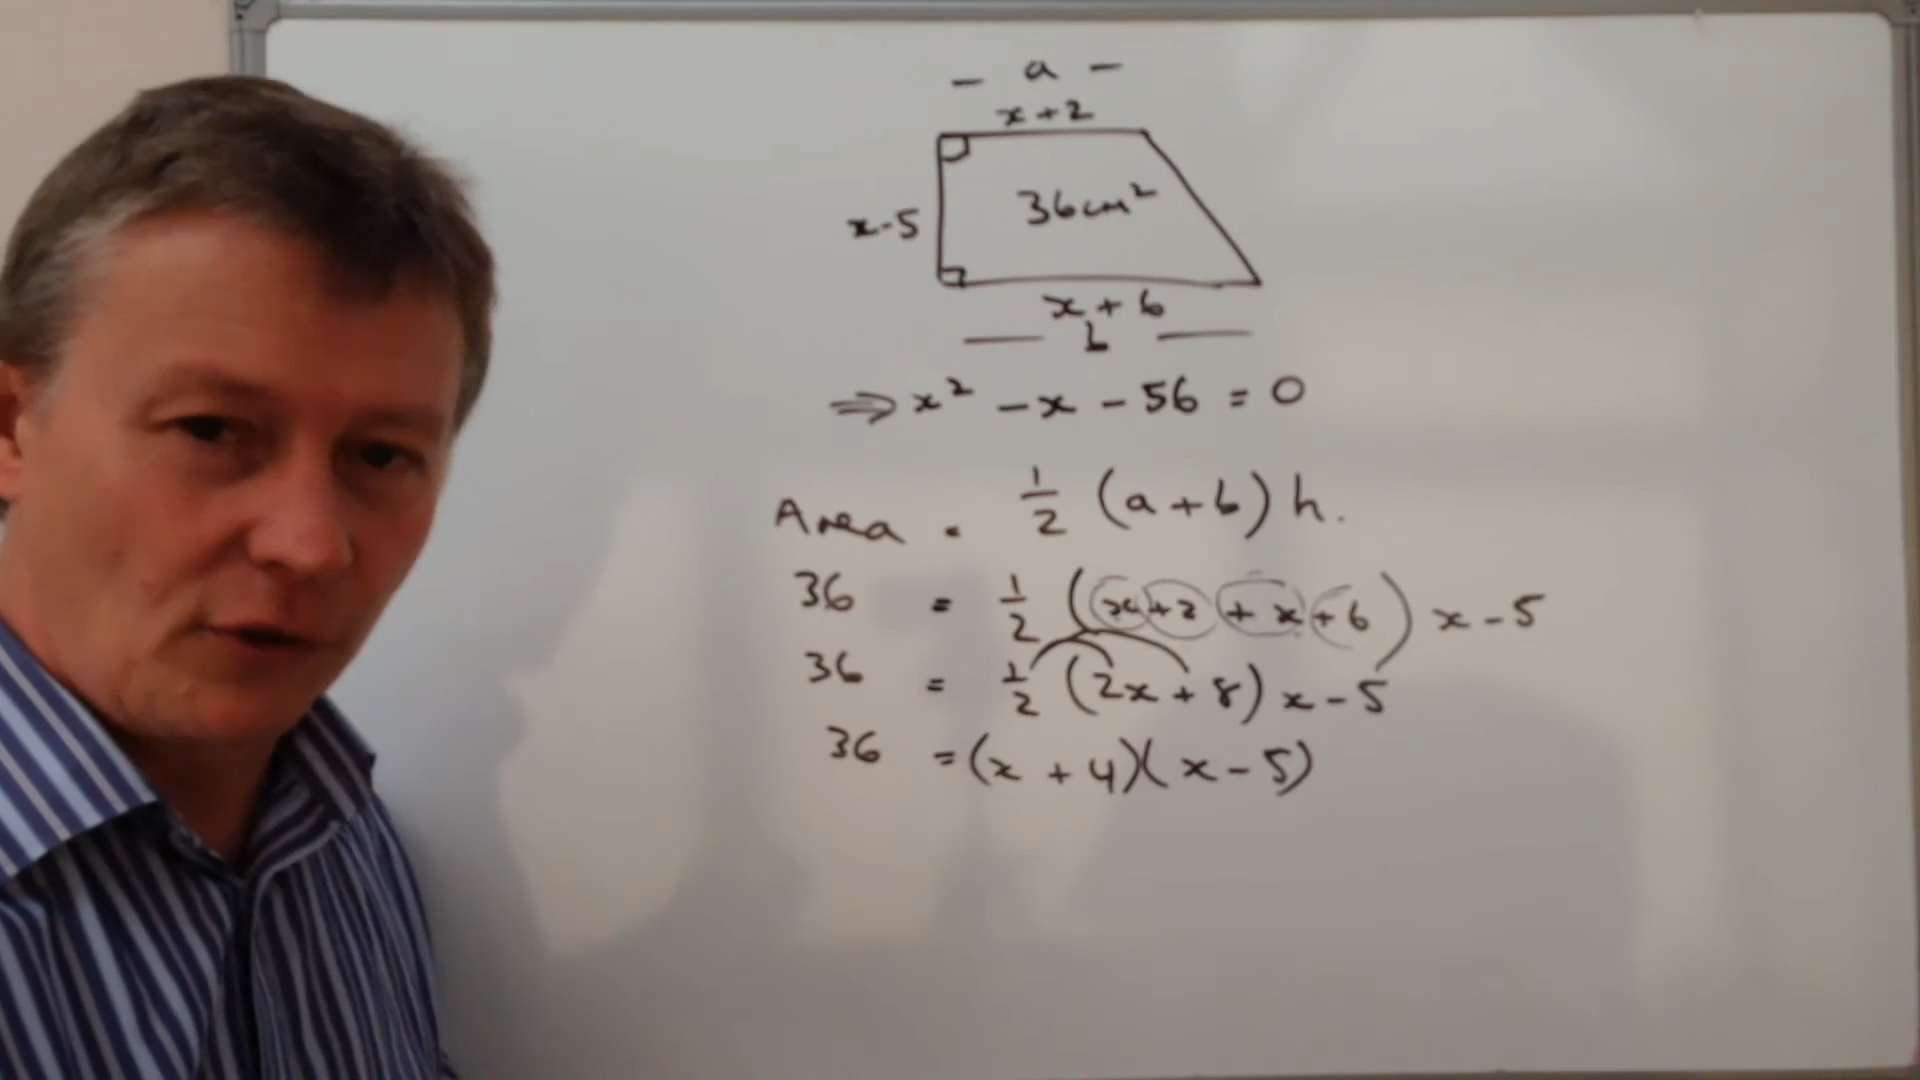 - a -
x+2
x-5
36cm²
x+6
b
⇒ x² - x - 56 = 0
Area = ½ (a+b) h.
36 = ½ (x+2 + x+6) x-5
36 = ½ (2x+8) x-5
36 = (x+4)(x-5)